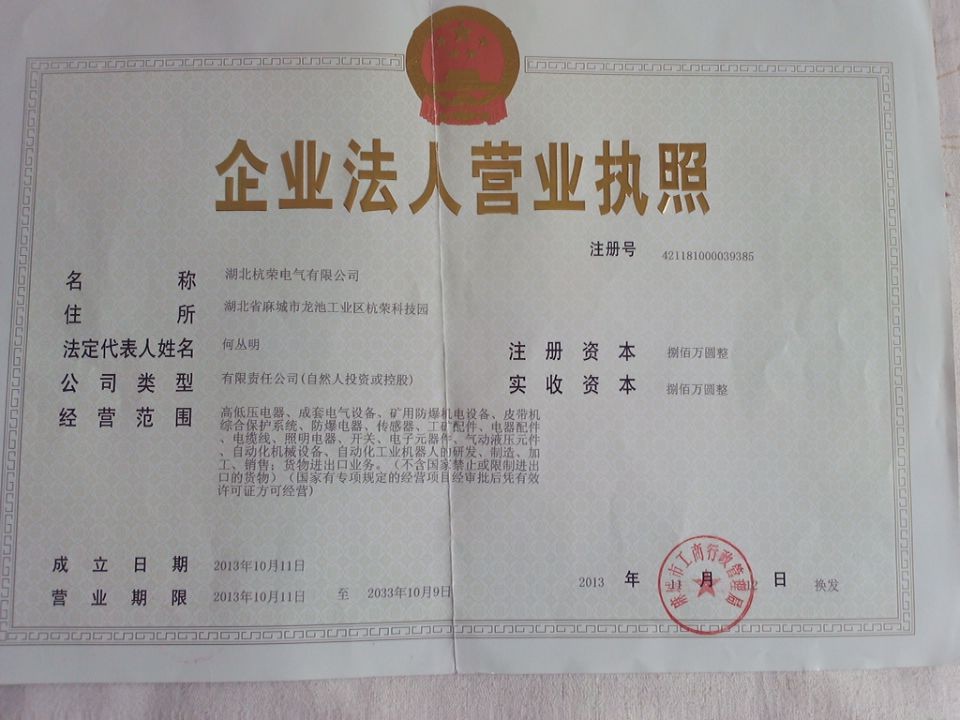 企业法人营业执照
注册号 421181000039385
名称 湖北杭荣电气有限公司
住所 湖北省麻城市龙池工业区杭荣科技园
法定代表人姓名 何丛明
注册资本 捌佰万圆整
公司类型 有限责任公司(自然人投资或控股)
实收资本 捌佰万圆整
经营范围 高低压电器、成套电气设备、矿用防爆机电设备、皮带机
综合保护系统、防爆电器、传感器、工矿配件、电器配件
、电缆线、照明电器、开关、电子元器件、气动液压元件
、自动化机械设备、自动化工业机器人的研发、制造、加
工、销售；货物进出口业务。（不含国家禁止或限制进出
口的货物）（国家有专项规定的经营项目经审批后凭有效
许可证方可经营）
成立日期 2013年10月11日
营业期限 2013年10月11日 至 2033年10月9日
2013 年 11 月 12 日 换发
麻城市工商行政管理局